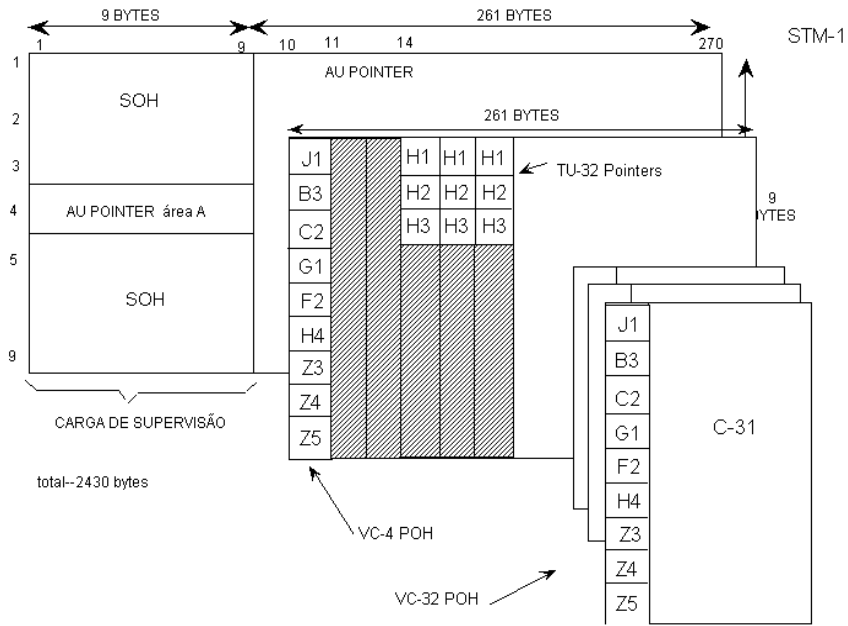 9 BYTES
261 BYTES
STM-1
1
9
10
11
14
270
1
AU POINTER
SOH
2
261 BYTES
3
J1
H1
H1
H1
TU-32 Pointers
B3
H2
H2
H2
9
4
AU POINTER área A
YTES
C2
H3
H3
H3
5
G1
SOH
F2
J1
H4
B3
9
Z3
C2
Z4
CARGA DE SUPERVISÃO
G1
C-31
Z5
F2
total--2430 bytes
H4
VC-4 POH
Z3
Z4
VC-32 POH
Z5